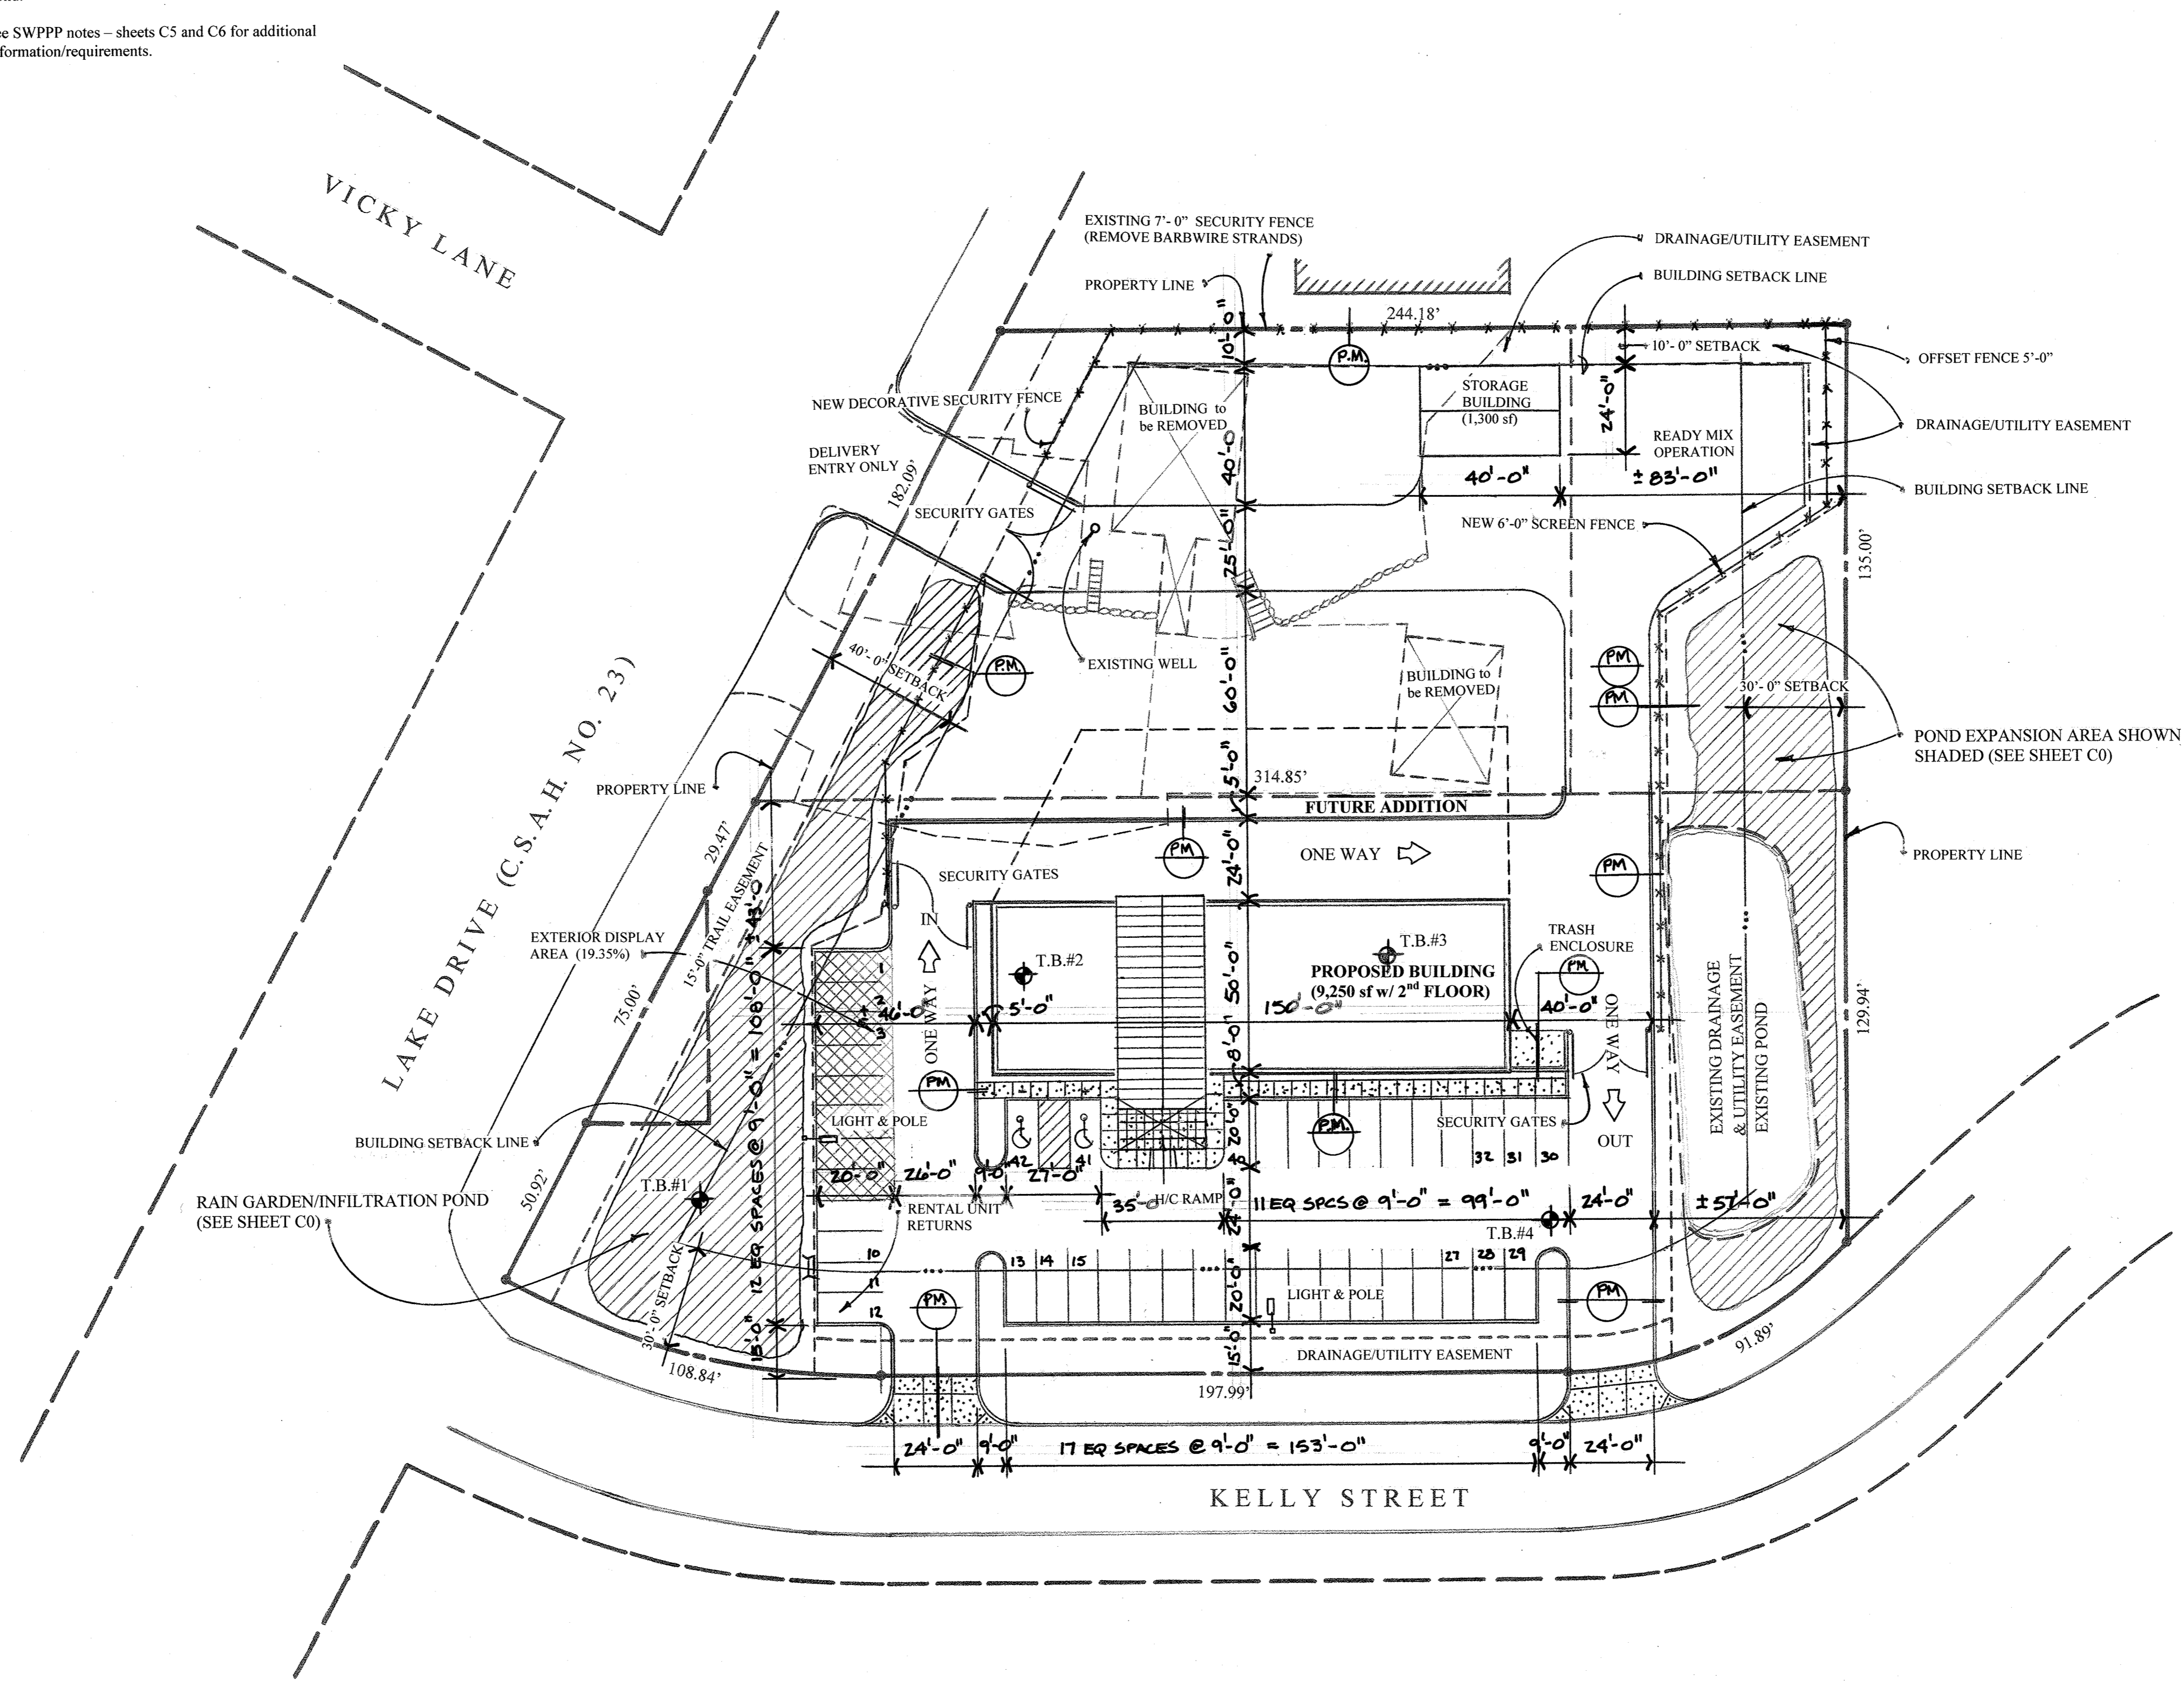 ee SWPPP notes – sheets C5 and C6 for additional
formation/requirements.
VICKY LANE
EXISTING 7'- 0" SECURITY FENCE
(REMOVE BARBWIRE STRANDS)
DRAINAGE/UTILITY EASEMENT
PROPERTY LINE
BUILDING SETBACK LINE
244.18'
10'-0"
P.M.
10'- 0" SETBACK
OFFSET FENCE 5'-0"
NEW DECORATIVE SECURITY FENCE
BUILDING to
be REMOVED
STORAGE
BUILDING
(1,300 sf)
24'-0"
READY MIX
OPERATION
DRAINAGE/UTILITY EASEMENT
DELIVERY
ENTRY ONLY
182.09'
40'-0
40'-0"
±83'-0"
BUILDING SETBACK LINE
SECURITY GATES
NEW 6'-0" SCREEN FENCE
25'-0"
135.00'
LAKE DRIVE (C. S. A. H. NO. 23)
40'- 0" SETBACK
P.M.
EXISTING WELL
60'-0"
BUILDING to
be REMOVED
PM
PM
30'- 0" SETBACK
POND EXPANSION AREA SHOWN
SHADED (SEE SHEET C0)
PROPERTY LINE
5'-0"
314.85'
FUTURE ADDITION
29.47'
PM
24'-0"
ONE WAY
PM
PROPERTY LINE
SECURITY GATES
15'-0" TRAIL EASEMENT
±43'-0
IN
ONE WAY
EXTERIOR DISPLAY
AREA (19.35%)
1
2
3
T.B.#2
T.B.#3
TRASH
ENCLOSURE
PROPOSED BUILDING
(9,250 sf w/ 2nd FLOOR)
PM
75.00'
±46'-0"
5'-0"
50'-0"
150'-0"
40'-0"
ONE WAY
EXISTING DRAINAGE
& UTILITY EASEMENT
EXISTING POND
129.94'
8'-0"
PM
LIGHT & POLE
P.M.
SECURITY GATES
OUT
BUILDING SETBACK LINE
12 EQ SPACES @ 9'-0" = 108'-0"
42
41
20'-0"
32
31
30
20'-0"
26'-0"
9'-0"
27'-0"
50.92'
T.B.#1
RAIN GARDEN/INFILTRATION POND
(SEE SHEET C0)
35'-0
H/C RAMP
24'-0"
11 EQ SPCS @ 9'-0" = 99'-0"
24'-0"
±57'-0"
RENTAL UNIT
RETURNS
T.B.#4
30'- 0" SETBACK
10
11
12
13
14
15
27
28
29
20'-0"
LIGHT & POLE
PM
PM
15'-0"
15'-0"
DRAINAGE/UTILITY EASEMENT
108.84'
197.99'
91.89'
24'-0"
9'-0"
17 EQ SPACES @ 9'-0" = 153'-0"
9'-0"
24'-0"
KELLY STREET